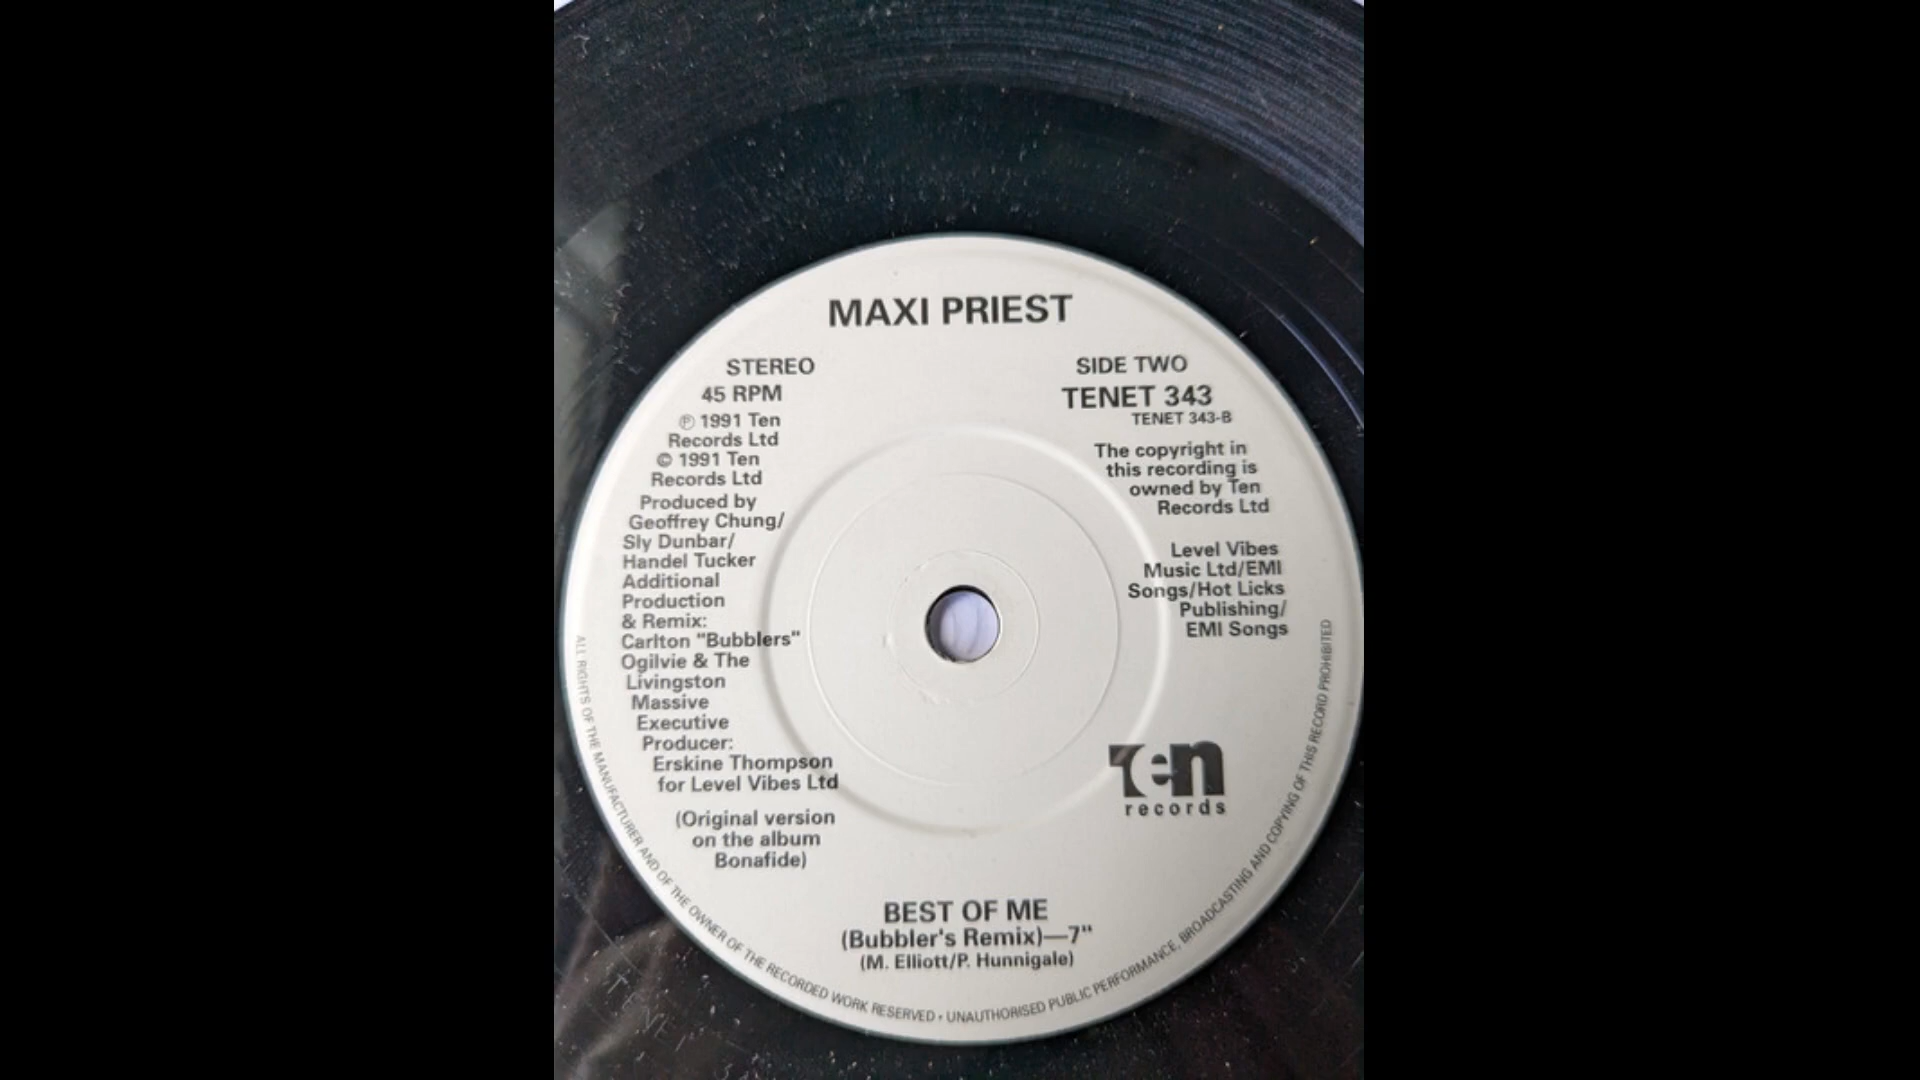 MAXI PRIEST
STEREO
45 RPM
℗ 1991 Ten
Records Ltd
© 1991 Ten
Records Ltd
Produced by
Geoffrey Chung/
Sly Dunbar/
Handel Tucker
Additional
Production
& Remix:
Carlton "Bubblers"
Ogilvie & The
Livingston
Massive
Executive
Producer:
Erskine Thompson
for Level Vibes Ltd
(Original version
on the album
Bonafide)
SIDE TWO
TENET 343
TENET 343-B
The copyright in
this recording is
owned by Ten
Records Ltd
Level Vibes
Music Ltd/EMI
Songs/Hot Licks
Publishing/
EMI Songs
Ten
records
BEST OF ME
(Bubbler's Remix)—7"
(M. Elliott/P. Hunnigale)
ALL RIGHTS OF THE MANUFACTURER AND OF THE OWNER OF THE RECORDED WORK RESERVED • UNAUTHORISED PUBLIC PERFORMANCE, BROADCASTING AND COPYING OF THIS RECORD PROHIBITED